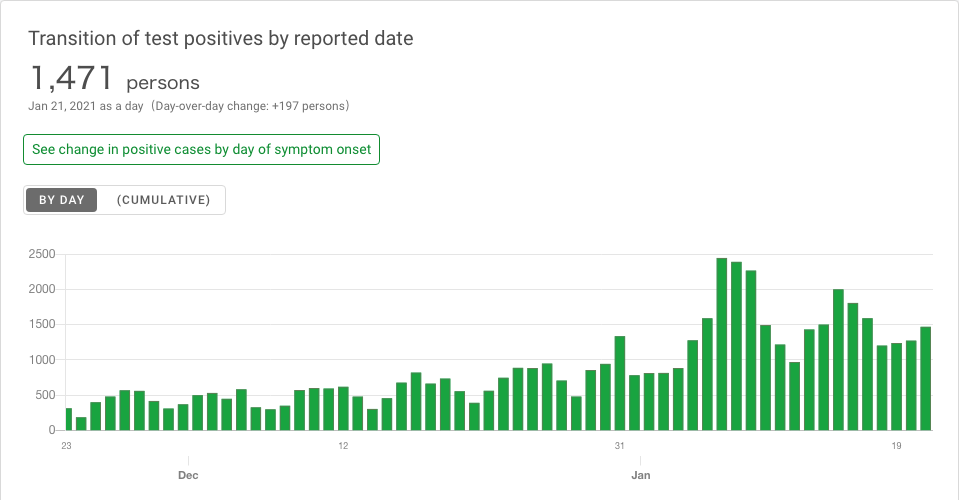 Transition of test positives by reported date
1,471 persons
Jan 21, 2021 as a day (Day-over-day change: +197 persons)
See change in positive cases by day of symptom onset
BY DAY (CUMULATIVE)
2500
2000
1500
1000
500
0
23 12 31 19
Dec Jan